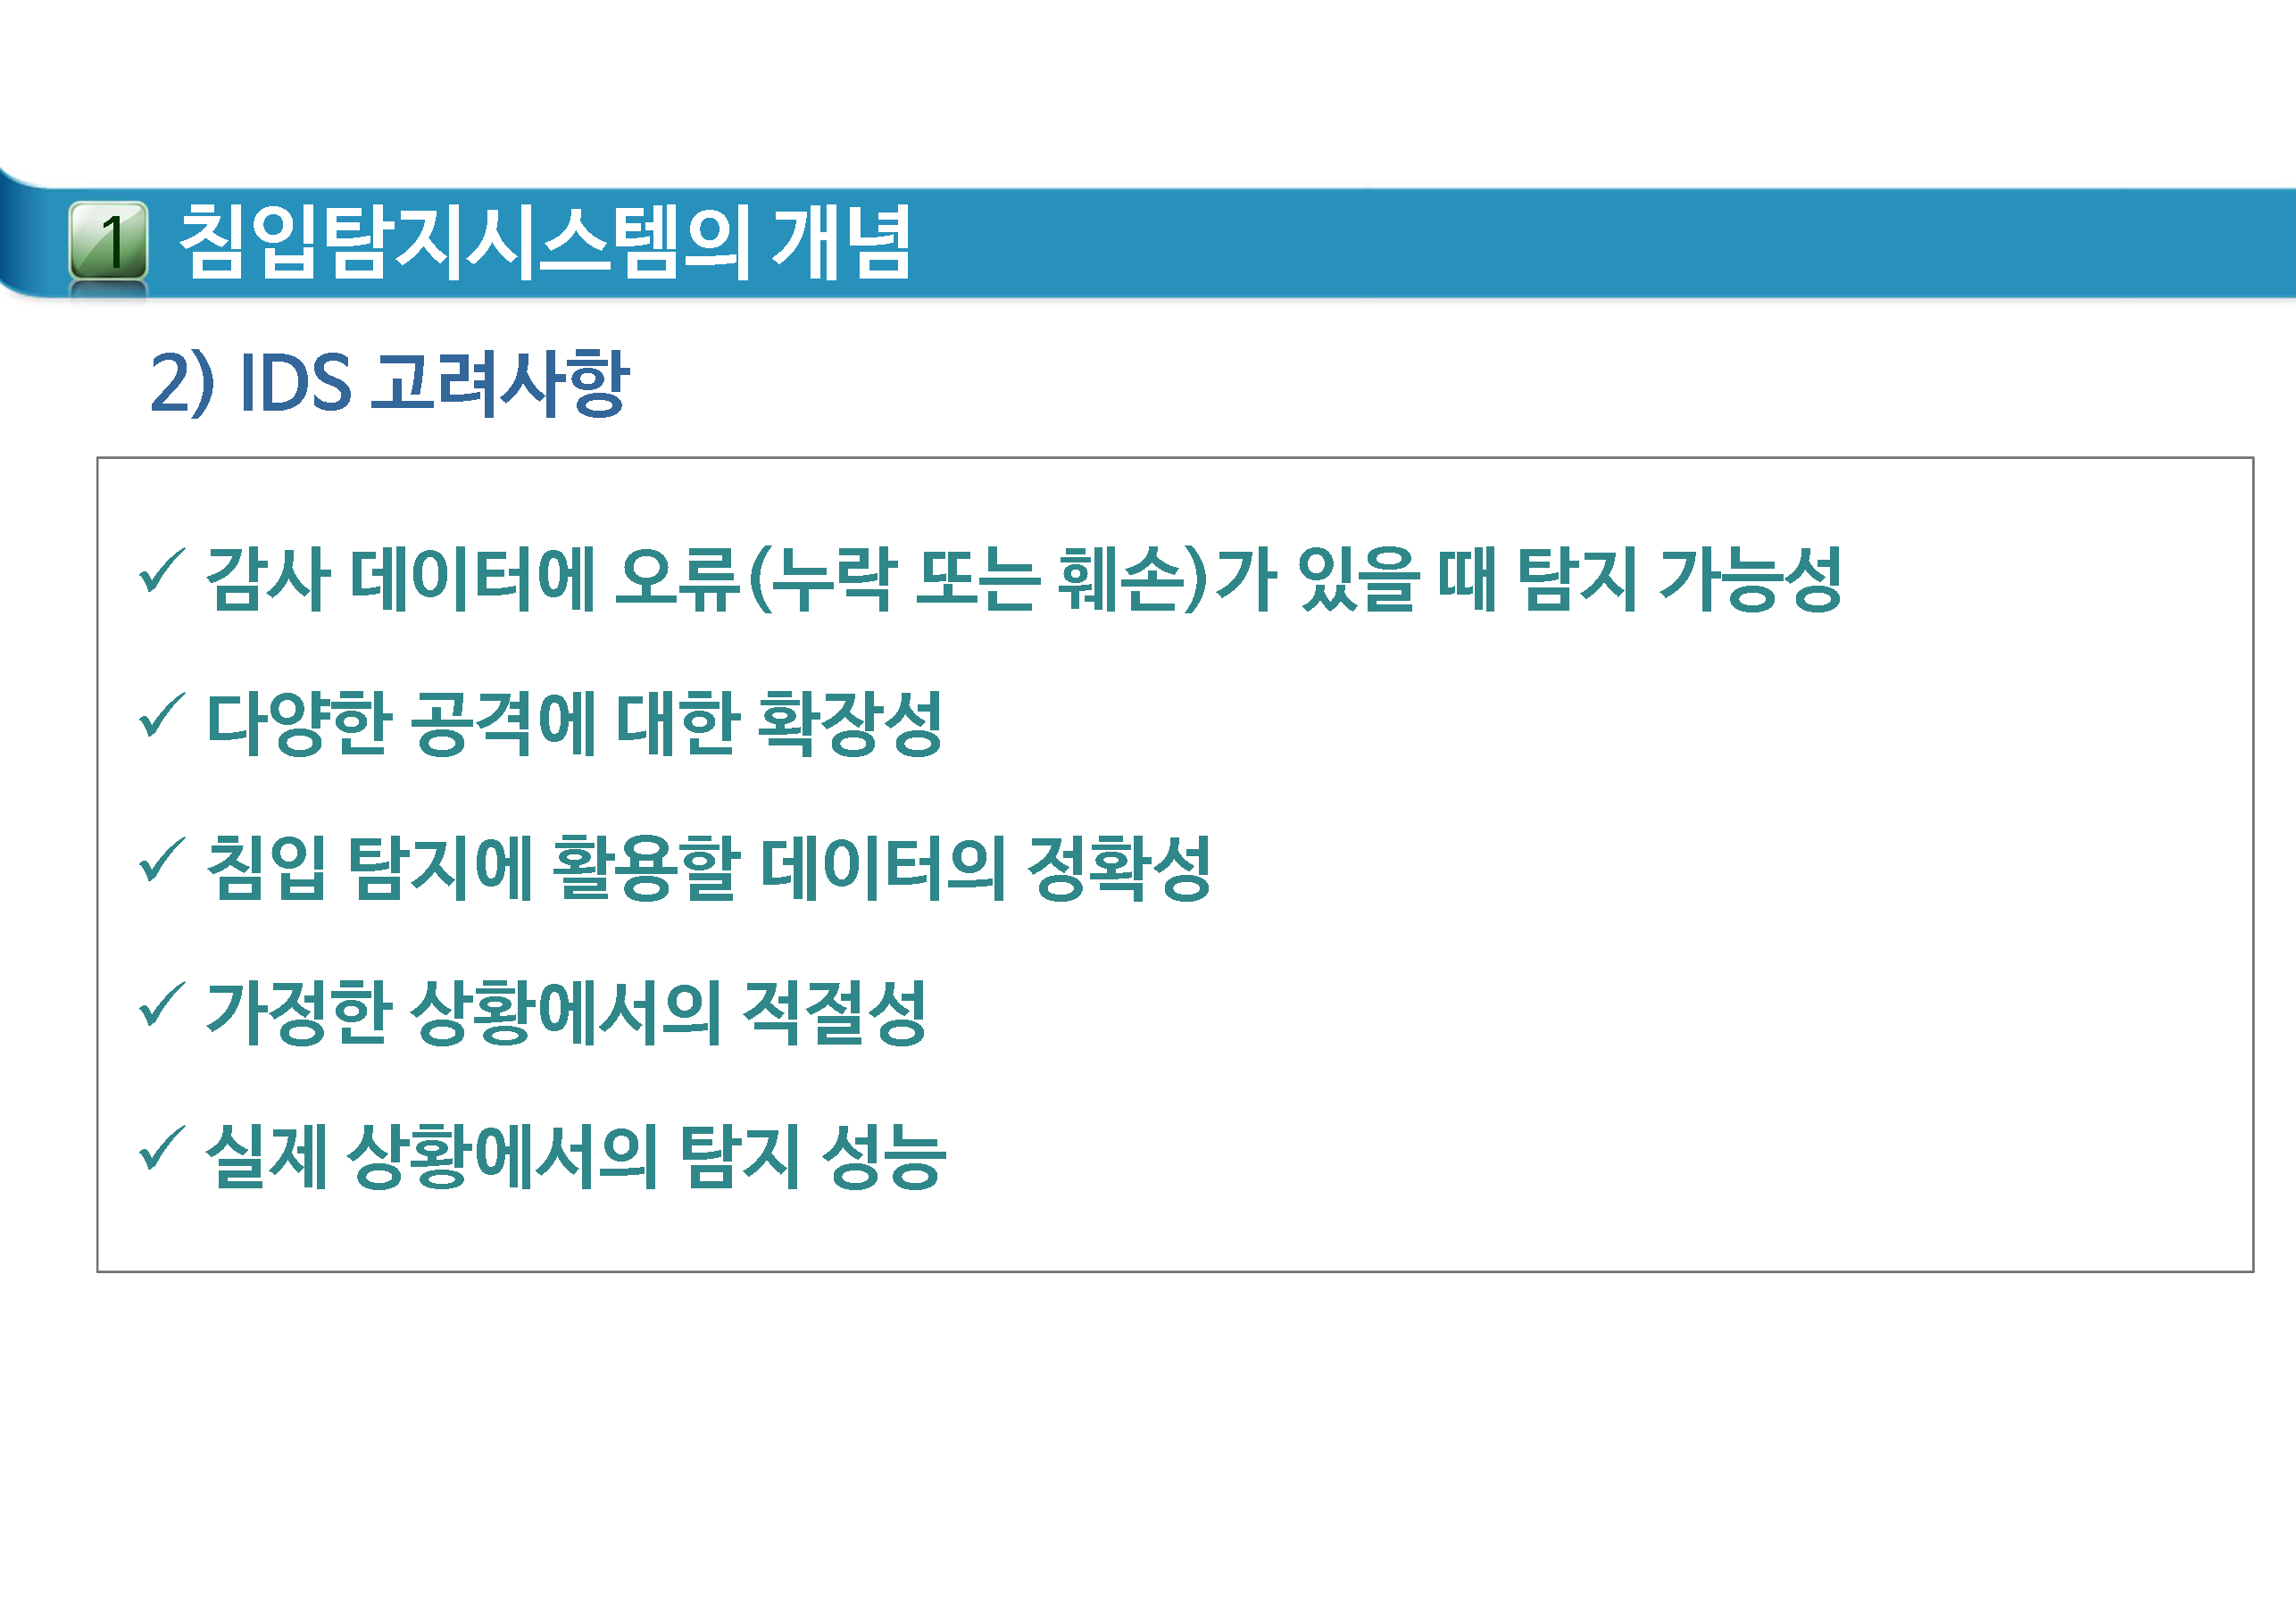 1 침입탐지시스템의 개념
2) IDS 고려사항
✓ 감사 데이터에 오류(누락 또는 훼손)가 있을 때 탐지 가능성
✓ 다양한 공격에 대한 확장성
✓ 침입 탐지에 활용할 데이터의 정확성
✓ 가정한 상황에서의 적절성
✓ 실제 상황에서의 탐지 성능